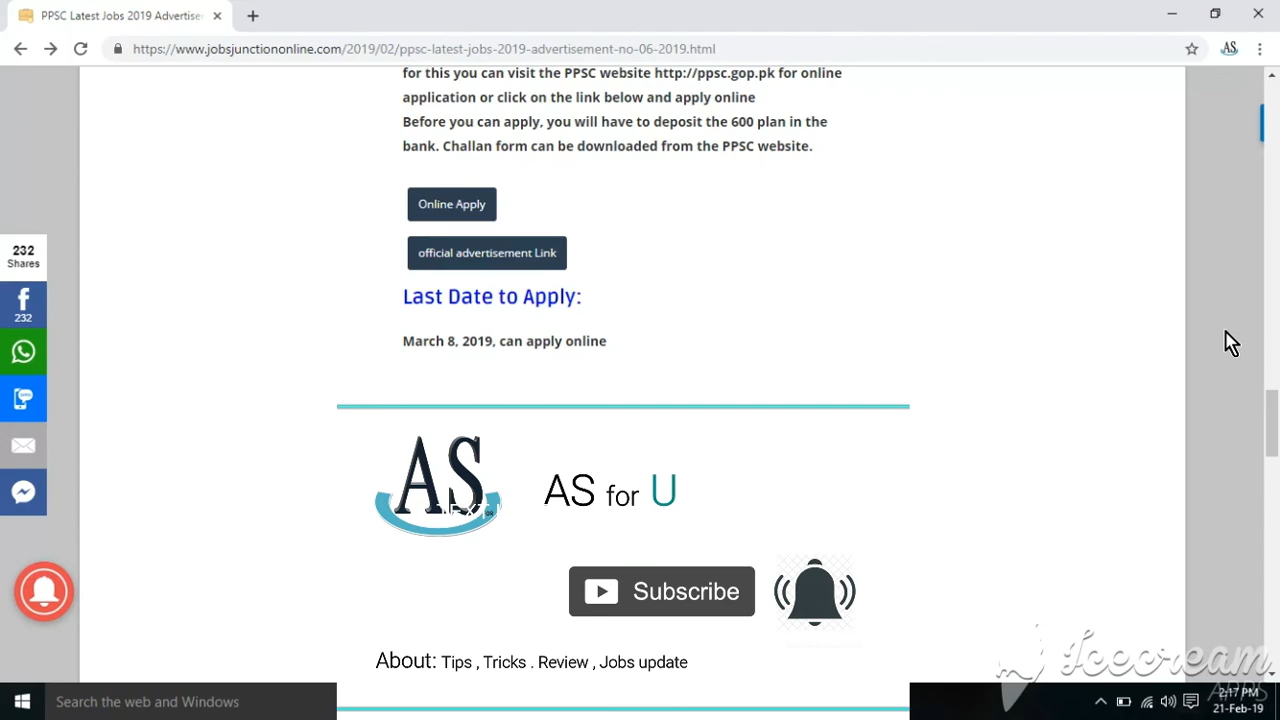 PPSC Latest Jobs 2019 Advertise
https://www.jobsjunctiononline.com/2019/02/ppsc-latest-jobs-2019-advertisement-no-06-2019.html
AS
for this you can visit the PPSC website http://ppsc.gop.pk for online
application or click on the link below and apply online
Before you can apply, you will have to deposit the 600 plan in the
bank. Challan form can be downloaded from the PPSC website.
Online Apply
official advertisement Link
232
Shares
232
Last Date to Apply:
March 8, 2019, can apply online
AS
AS for U
Subscribe
About: Tips , Tricks . Review , Jobs update
Icecream
APPS
Search the web and Windows
2:17 PM
21-Feb-19